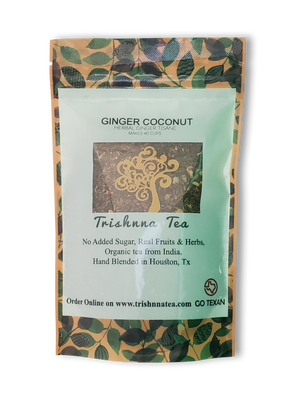 GINGER COCONUT
HERBAL GINGER TISANE
MAKES 40 CUPS
Trishnna Tea
No Added Sugar, Real Fruits & Herbs,
Organic tea from India.
Hand Blended in Houston, Tx
Order Online on www.trishnnatea.com
GO TEXAN